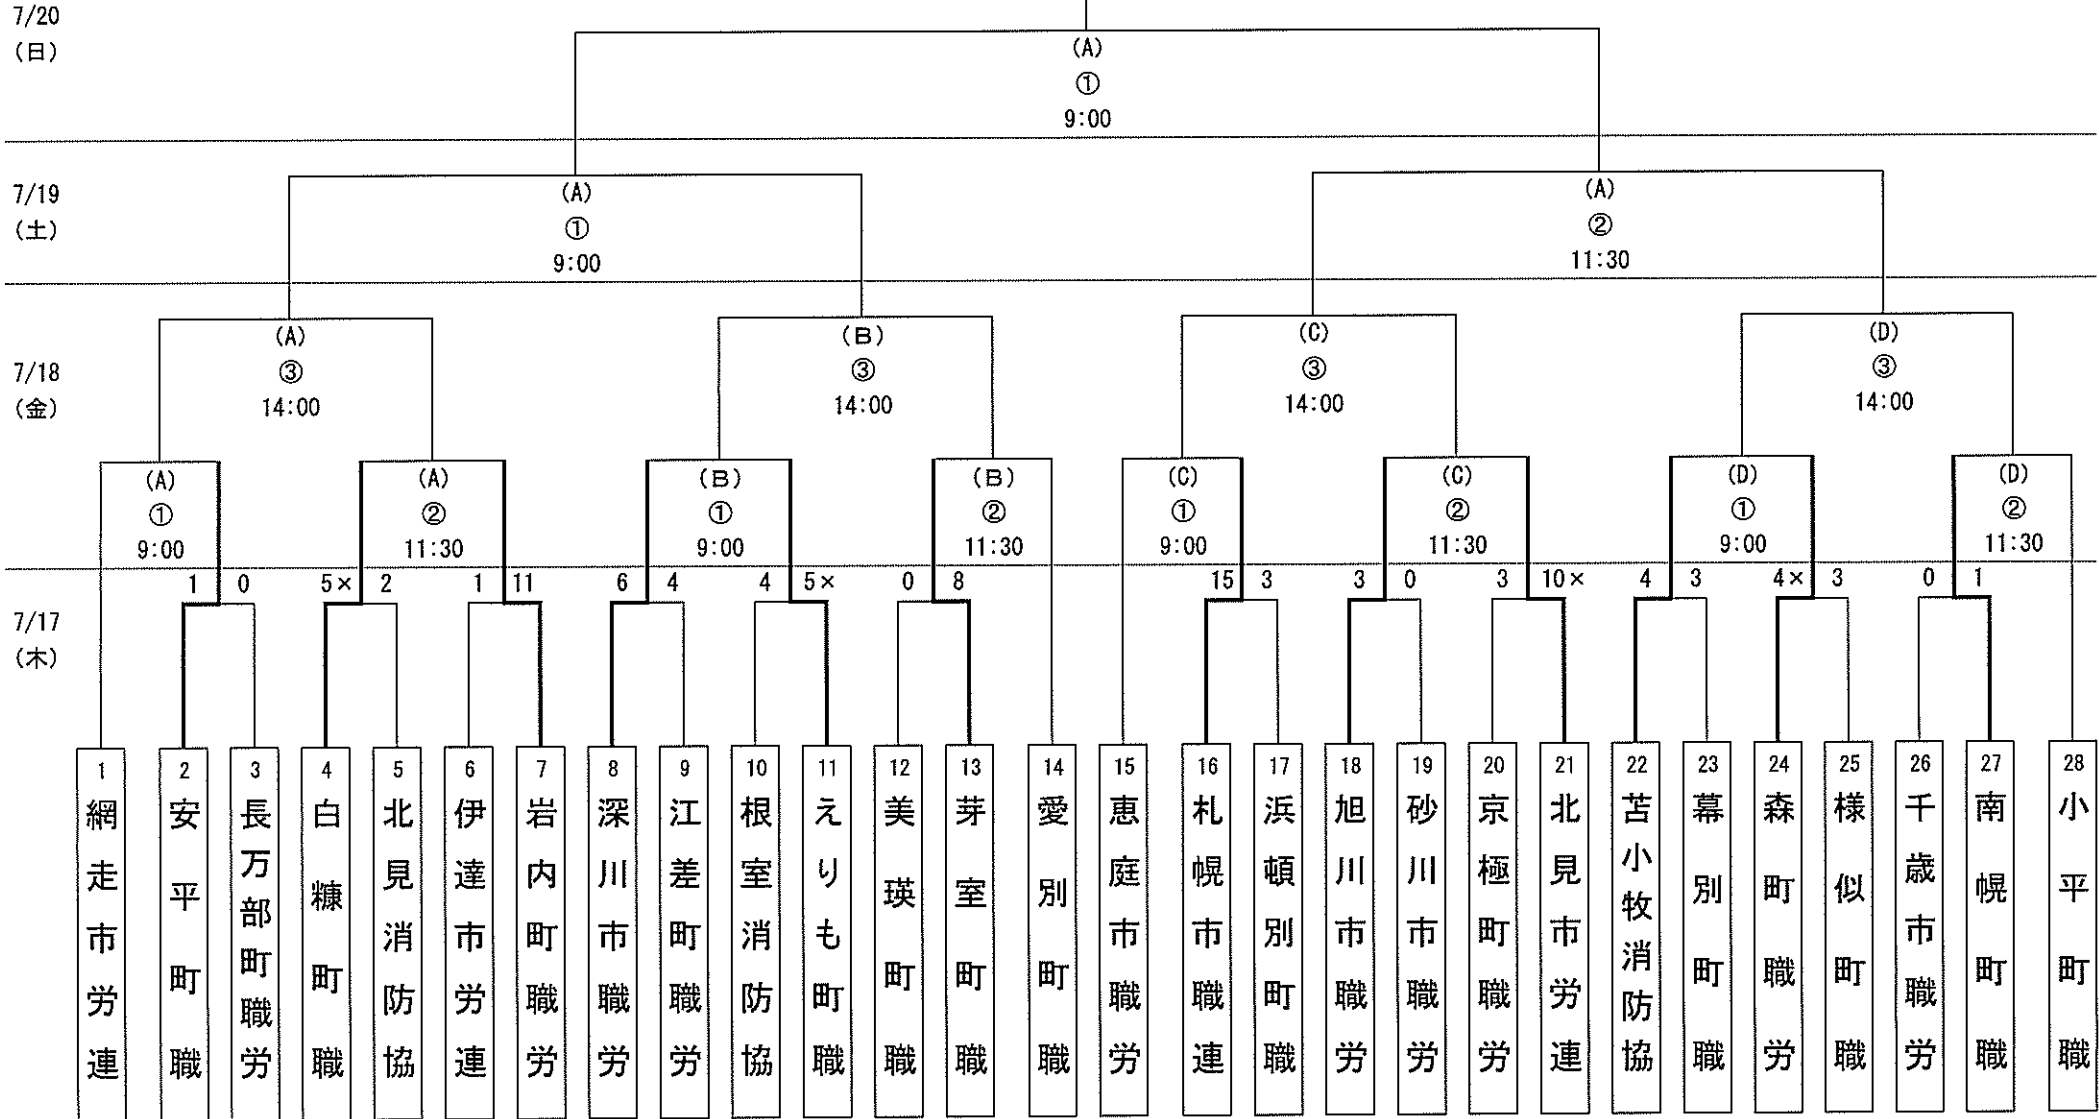 7/20
(日)
(A)
①
9:00
7/19
(土)
(A)
①
9:00
(A)
②
11:30
7/18
(金)
(A)
③
14:00
(B)
③
14:00
(C)
③
14:00
(D)
③
14:00
(A)
①
9:00
(A)
②
11:30
(B)
①
9:00
(B)
②
11:30
(C)
①
9:00
(C)
②
11:30
(D)
①
9:00
(D)
②
11:30
7/17
(木)
1 0
5× 2
1 11
6 4
4 5×
0 8
15 3
3 0
3 10×
4 3
4× 3
0 1
1 網走市労連
2 安平町職
3 長万部町職労
4 白糠町職
5 北見消防協
6 伊達市労連
7 岩内町職労
8 深川市職労
9 江差町職労
10 根室消防協
11 えりも町職
12 美瑛町職
13 芽室町職
14 愛別町職
15 恵庭市職労
16 札幌市職連
17 浜頓別町職
18 旭川市職労
19 砂川市職労
20 京極町職労
21 北見市労連
22 苫小牧消防協
23 幕別町職
24 森町職労
25 様似町職
26 千歳市職労
27 南幌町職
28 小平町職